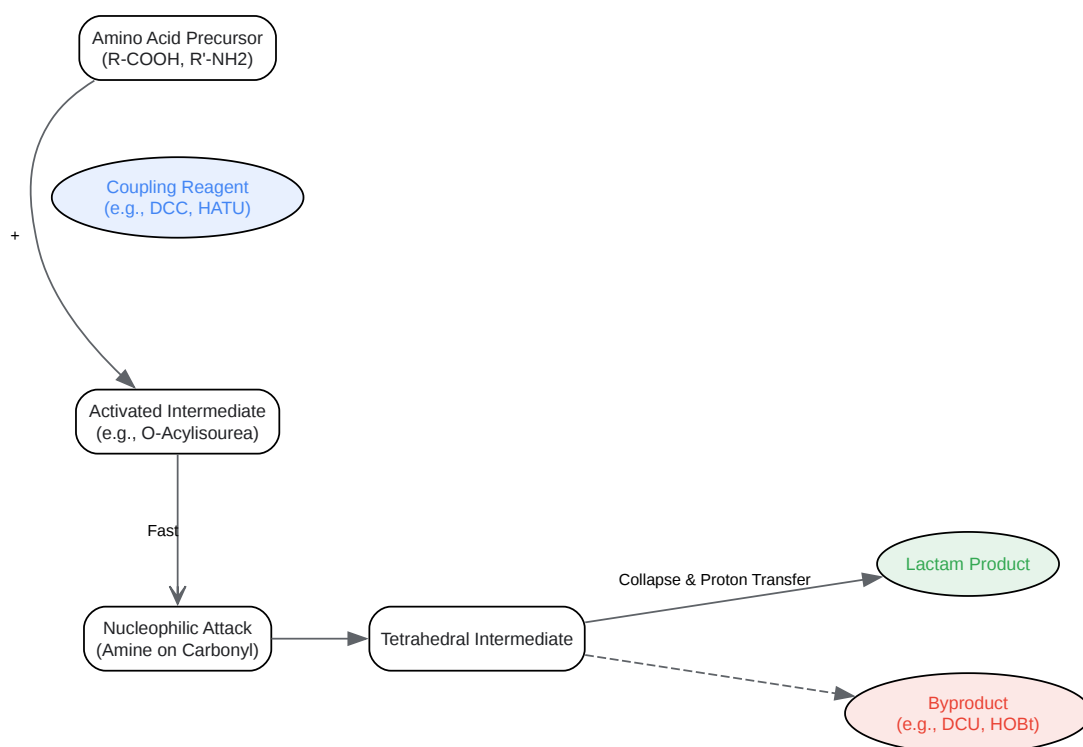 Amino Acid Precursor
(R-COOH, R'-NH2)
Coupling Reagent
(e.g., DCC, HATU)
+
Activated Intermediate
(e.g., O-Acylisourea)
Fast
Nucleophilic Attack
(Amine on Carbonyl)
Tetrahedral Intermediate
Collapse & Proton Transfer
Lactam Product
Byproduct
(e.g., DCU, HOBt)